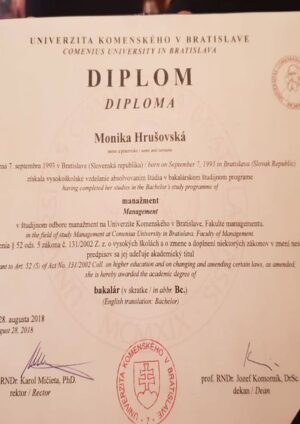 UNIVERZITA KOMENSKÉHO V BRATISLAVE
COMENIUS UNIVERSITY IN BRATISLAVA
DIPLOM
DIPLOMA
Monika Hrušovská
meno a priezvisko / name and surname
ená 7. septembra 1993 v Bratislave (Slovenská republika) / born on September 7, 1993 in Bratislava (Slovak Republic)
získala vysokoškolské vzdelanie absolvovaním štúdia v bakalárskom študijnom programe
having completed her studies in the Bachelor's study programme of
manažment
Management
v študijnom odbore manažment na Univerzite Komenského v Bratislave, Fakulte managementu.
in the field of study Management at Comenius University in Bratislava, Faculty of Management.
enia § 52 ods. 5 zákona č. 131/2002 Z. z. o vysokých školách a o zmene a doplnení niektorých zákonov v znení nes
predpisov sa jej udeľuje akademický titul
ant to Art. 52 (5) of Act No. 131/2002 Coll. on higher education and on changing and amending certain laws, as amended,
she is hereby awarded the academic degree of
bakalár (v skratke / in abbr. Bc.)
(English translation: Bachelor)
28. augusta 2018
ugust 28, 2018
RNDr. Karol Mičieta, PhD.
rektor / Rector
prof. RNDr. Jozef Komorník, DrSc.
dekan / Dean
UNIVERZITA KOMENSKÉHO V BRATISLAVE